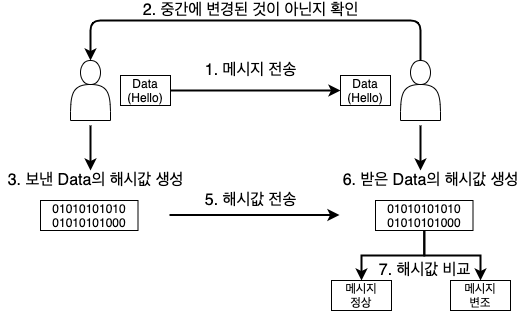 2. 중간에 변경된 것이 아닌지 확인
1. 메시지 전송
Data
(Hello)
Data
(Hello)
3. 보낸 Data의 해시값 생성
01010101010
01010101000
5. 해시값 전송
6. 받은 Data의 해시값 생성
01010101010
01010101000
7. 해시값 비교
메시지
정상
메시지
변조